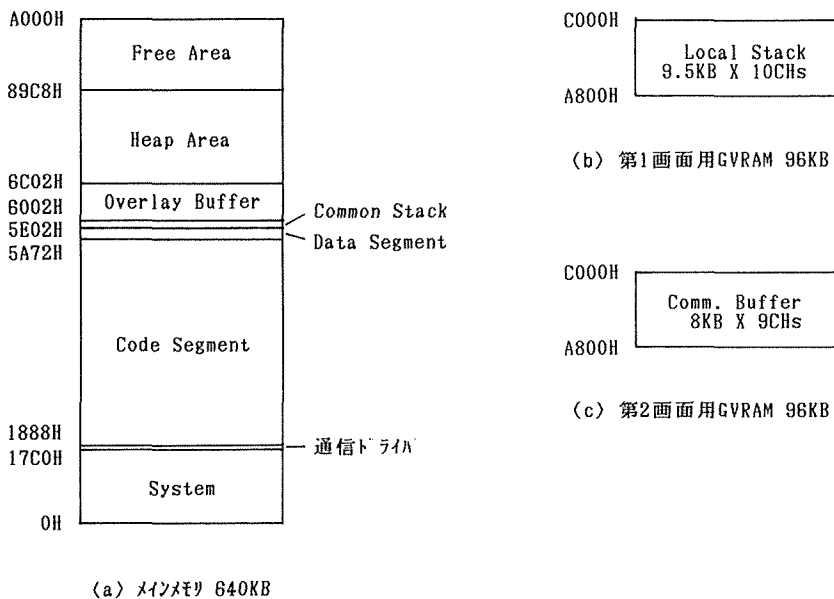 A000H
Free Area
89C8H
Heap Area
6C02H
Overlay Buffer
6002H
Common Stack
5E02H
Data Segment
5A72H
Code Segment
1888H
通信ドライバ
17C0H
System
0H
(a) メインメモリ 640KB
C000H
Local Stack
9.5KB X 10CHs
A800H
(b) 第1画面用GVRAM 96KB
C000H
Comm. Buffer
8KB X 9CHs
A800H
(c) 第2画面用GVRAM 96KB